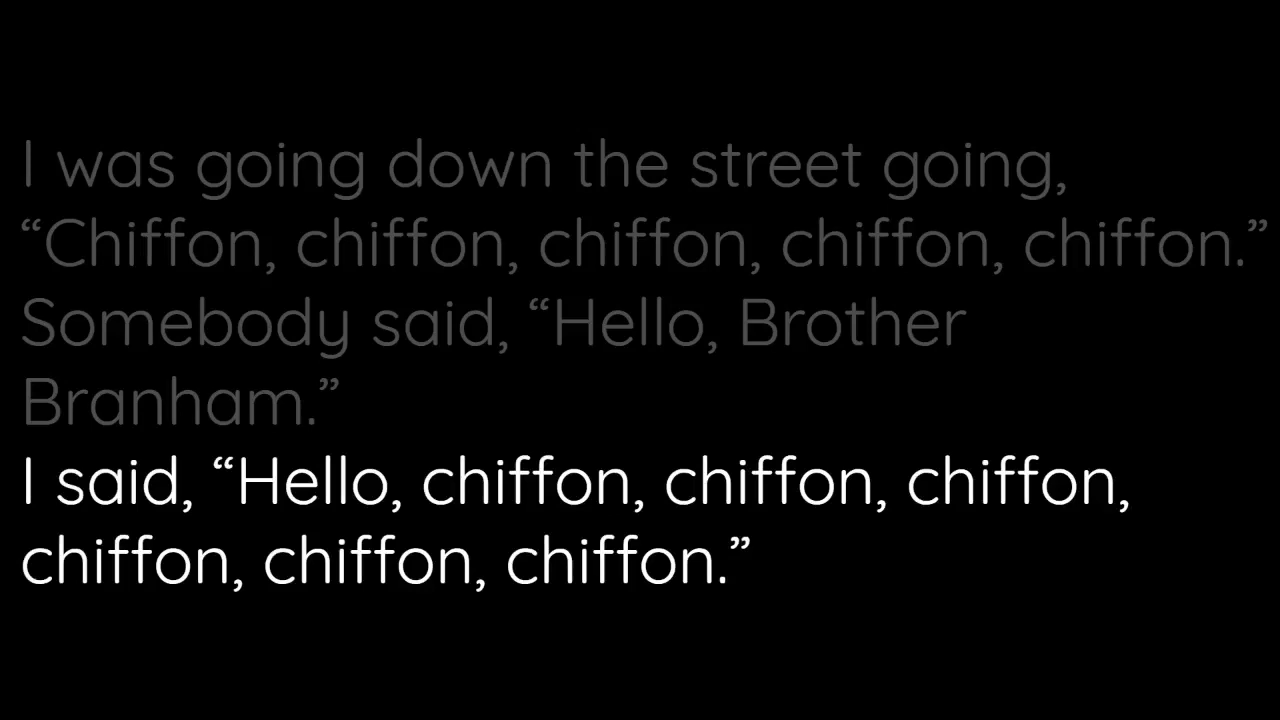 I was going down the street going,
“Chiffon, chiffon, chiffon, chiffon, chiffon.”
Somebody said, “Hello, Brother
Branham.”
I said, “Hello, chiffon, chiffon, chiffon,
chiffon, chiffon, chiffon.”